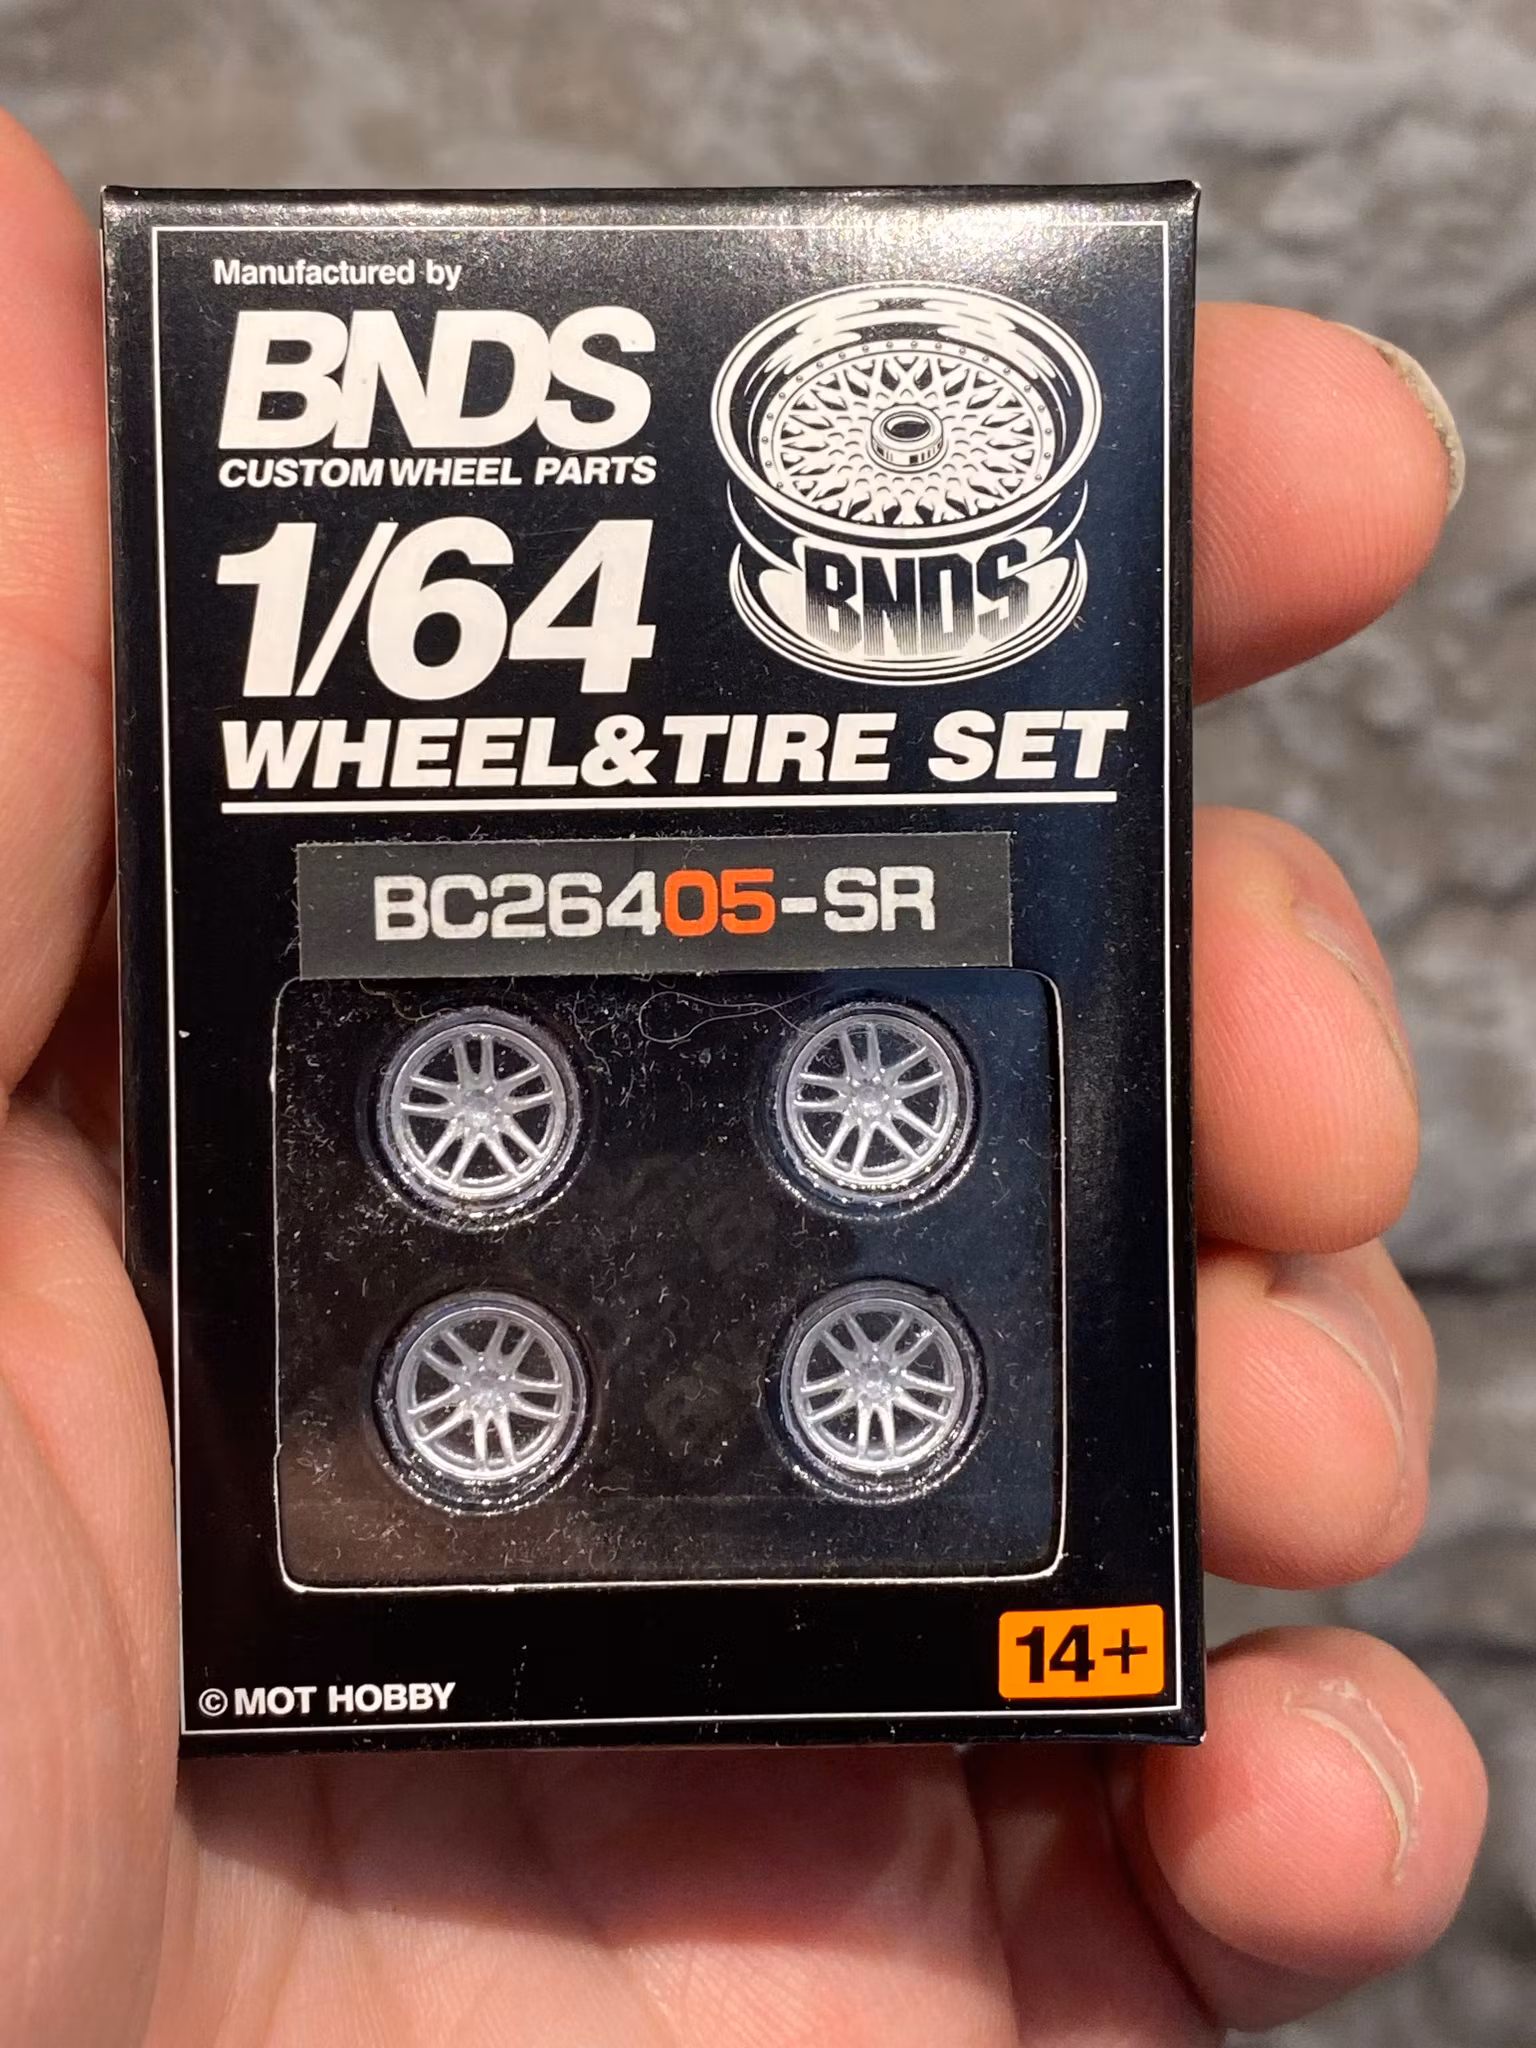 Manufactured by
BNDS
CUSTOM WHEEL PARTS
BNDS
1/64
WHEEL&TIRE SET
BC26405-SR
14+
© MOT HOBBY